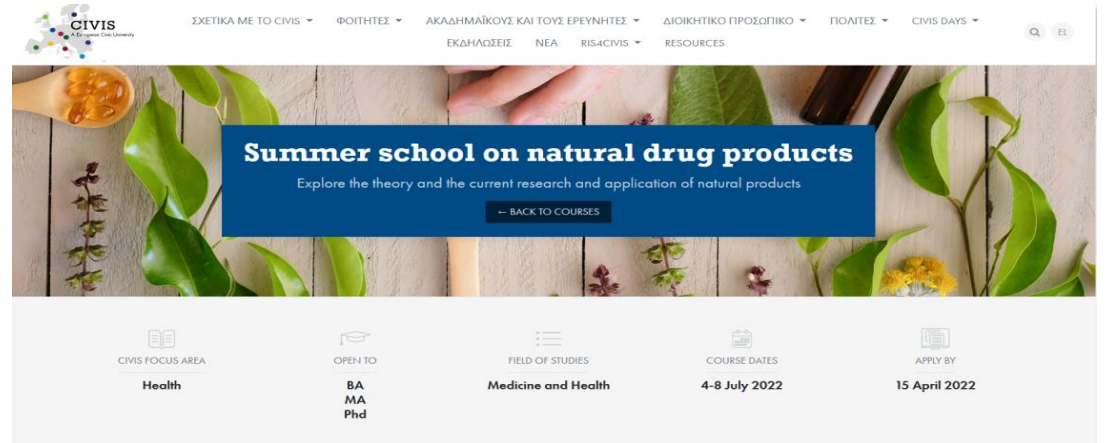 CIVIS
A European Civic University
ΣΧΕΤΙΚΑ ΜΕ ΤΟ CIVIS
ΦΟΙΤΗΤΕΣ
ΑΚΑΔΗΜΑΪΚΟΥΣ ΚΑΙ ΤΟΥΣ ΕΡΕΥΝΗΤΕΣ
ΔΙΟΙΚΗΤΙΚΟ ΠΡΟΣΩΠΙΚΟ
ΠΟΛΙΤΕΣ
CIVIS DAYS
ΕΚΔΗΛΩΣΕΙΣ
ΝΕΑ
RIS4CIVIS
RESOURCES
EL
Summer school on natural drug products
Explore the theory and the current research and application of natural products
← BACK TO COURSES
CIVIS FOCUS AREA
Health
OPEN TO
BA
MA
Phd
FIELD OF STUDIES
Medicine and Health
COURSE DATES
4-8 July 2022
APPLY BY
15 April 2022